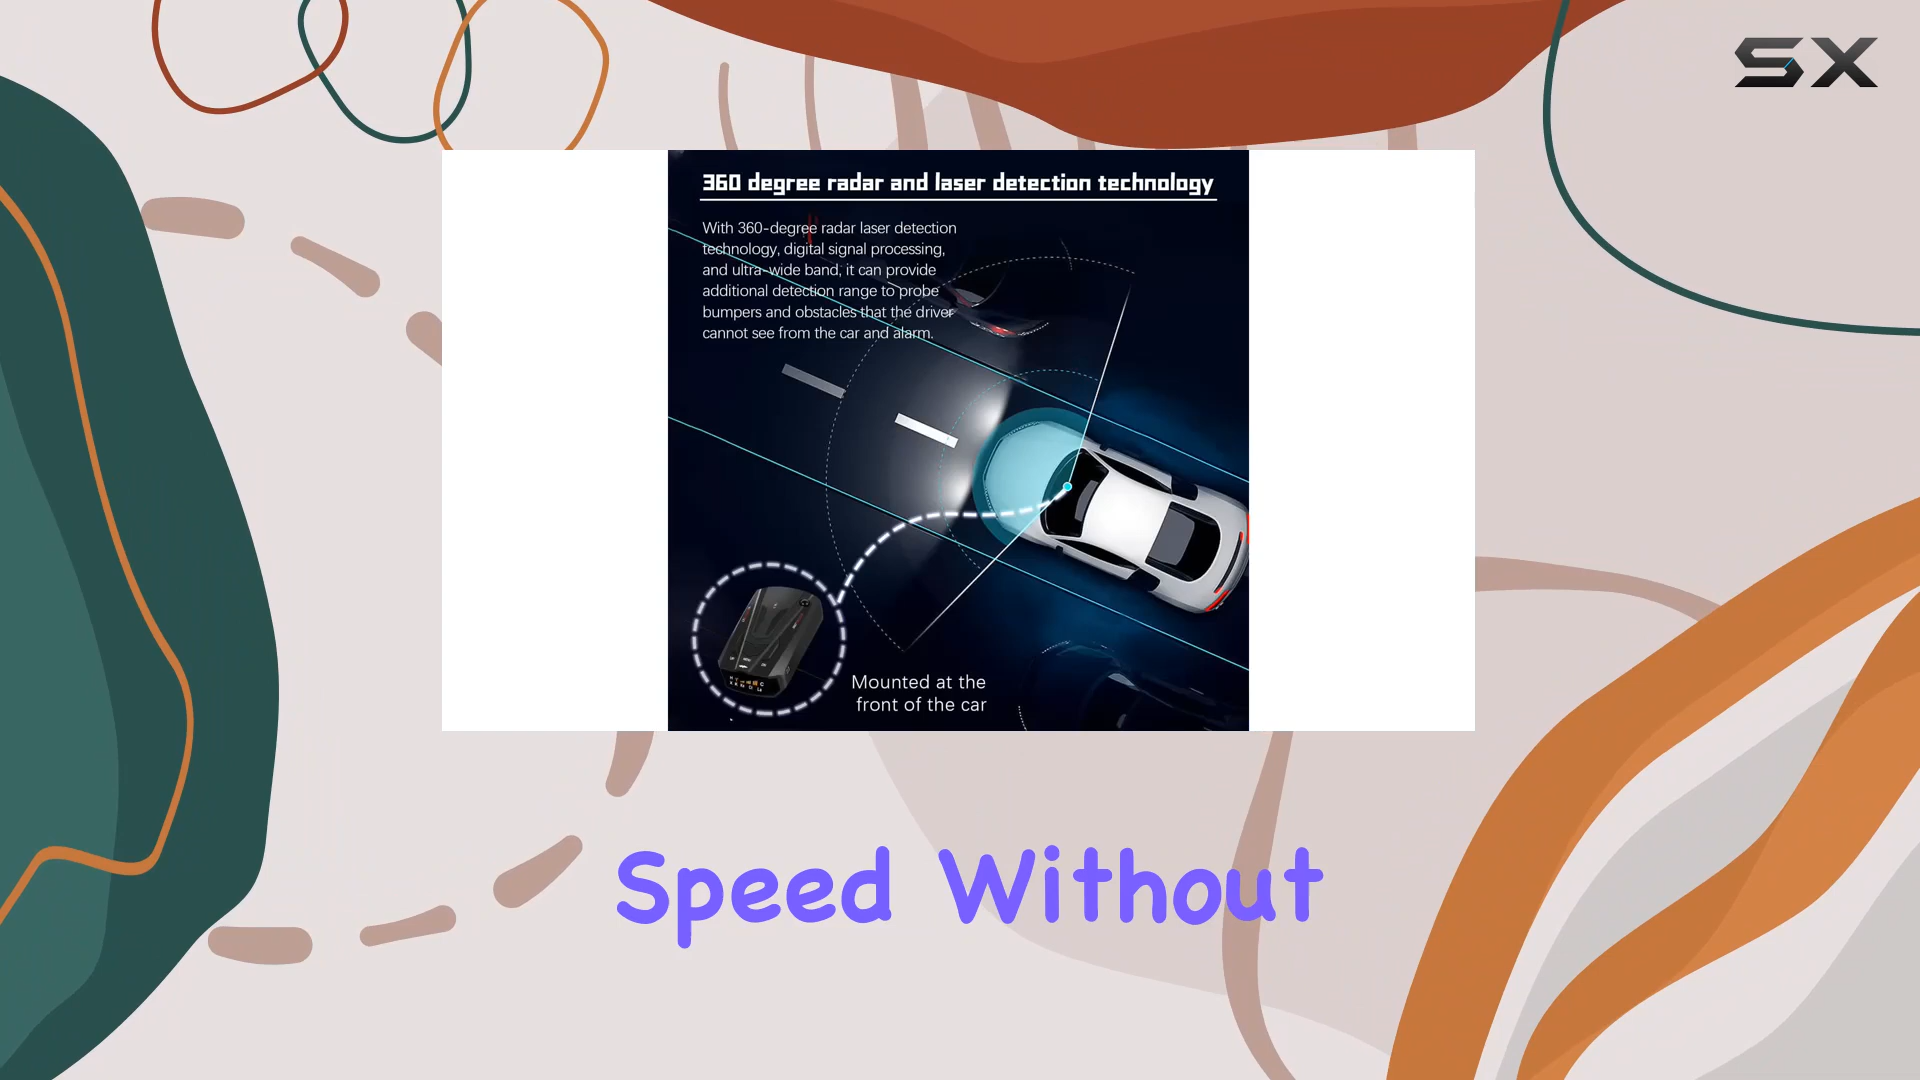 SX
360 degree radar and laser detection technology
With 360-degree radar laser detection
technology, digital signal processing,
and ultra-wide band, it can provide
additional detection range to probe
bumpers and obstacles that the driver
cannot see from the car and alarm.
Mounted at the
front of the car
Speed Without